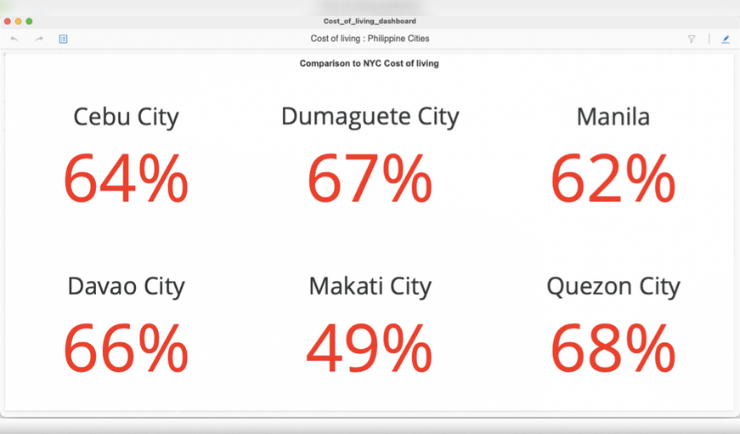 Cost_of_living_dashboard
Cost of living : Philippine Cities
Comparison to NYC Cost of living
Cebu City
Dumaguete City
Manila
64%
67%
62%
Davao City
Makati City
Quezon City
66%
49%
68%